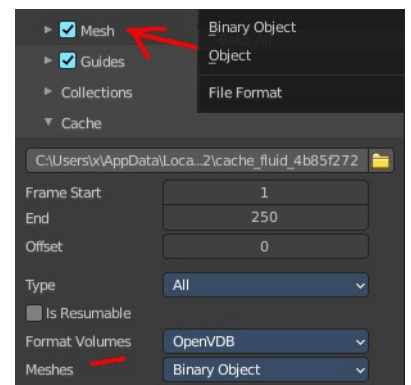 Mesh
Binary Object
Guides
Object
Collections
File Format
Cache
C:\Users\x\AppData\Loca...2\cache_fluid_4b85f272
Frame Start 1
End 250
Offset 0
Type All
Is Resumable
Format Volumes OpenVDB
Meshes Binary Object